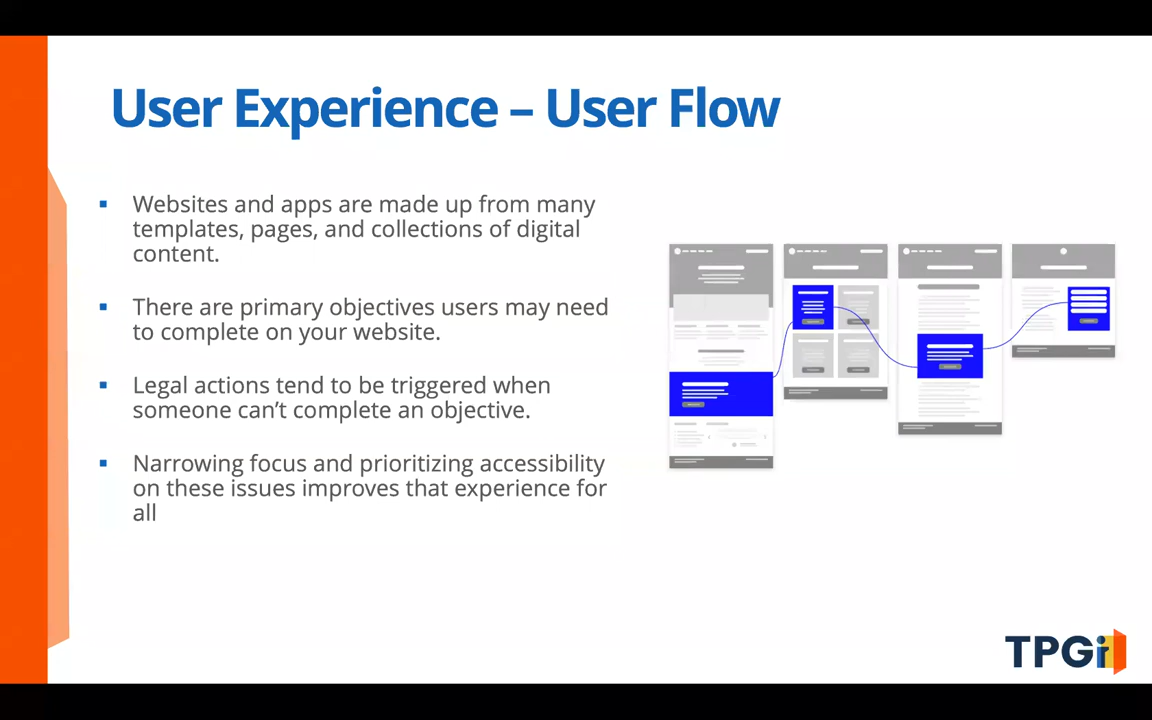 User Experience – User Flow
Websites and apps are made up from many
templates, pages, and collections of digital
content.
There are primary objectives users may need
to complete on your website.
Legal actions tend to be triggered when
someone can’t complete an objective.
Narrowing focus and prioritizing accessibility
on these issues improves that experience for
all
TPGi